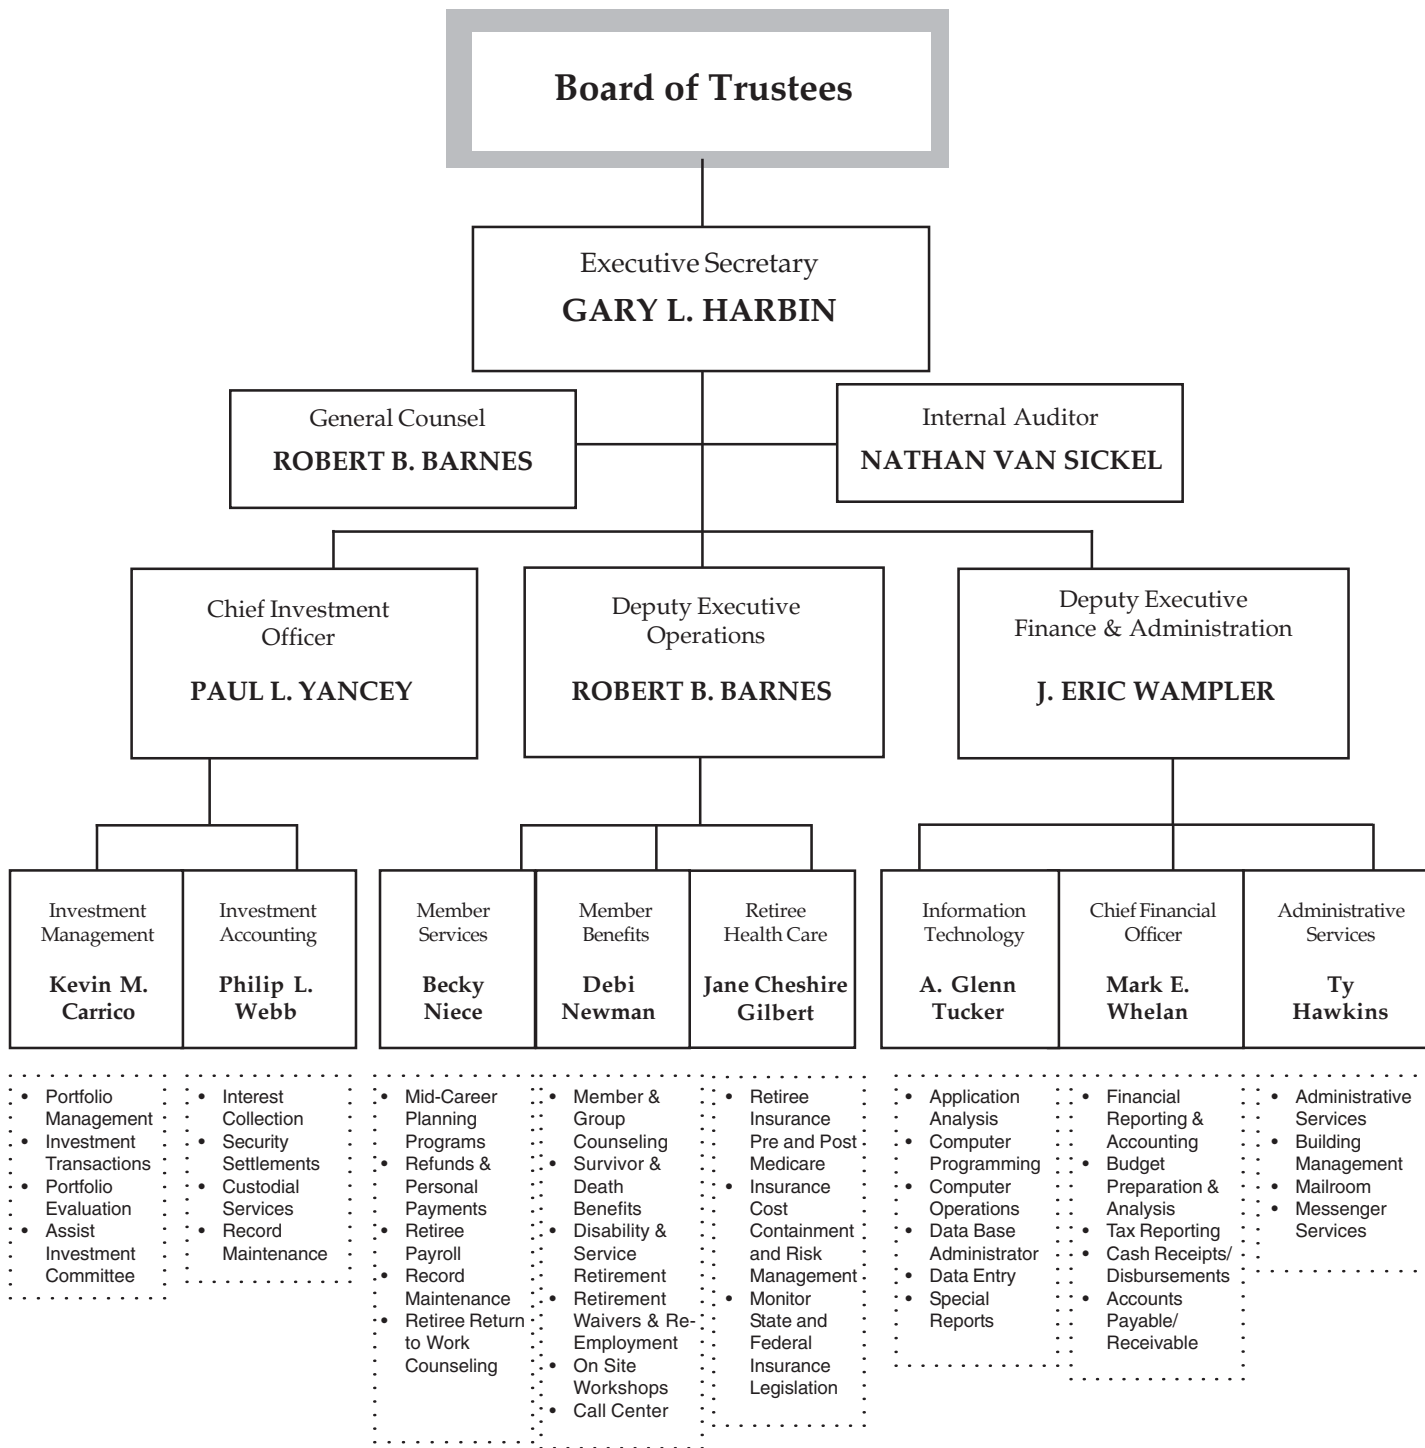 Board of Trustees
Executive Secretary
GARY L. HARBIN
General Counsel
ROBERT B. BARNES
Internal Auditor
NATHAN VAN SICKEL
Chief Investment
Officer
PAUL L. YANCEY
Deputy Executive
Operations
ROBERT B. BARNES
Deputy Executive
Finance & Administration
J. ERIC WAMPLER
Investment
Management
Kevin M.
Carrico
Investment
Accounting
Philip L.
Webb
Member
Services
Becky
Niece
Member
Benefits
Debi
Newman
Retiree
Health Care
Jane Cheshire
Gilbert
Information
Technology
A. Glenn
Tucker
Chief Financial
Officer
Mark E.
Whelan
Administrative
Services
Ty
Hawkins
• Portfolio
Management
• Investment
Transactions
• Portfolio
Evaluation
• Assist
Investment
Committee
• Interest
Collection
• Security
Settlements
• Custodial
Services
• Record
Maintenance
• Mid-Career
Planning
Programs
• Refunds &
Personal
Payments
• Retiree
Payroll
• Record
Maintenance
• Retiree Return
to Work
Counseling
• Member &
Group
Counseling
• Survivor &
Death
Benefits
• Disability &
Service
Retirement
• Retirement
Waivers & Re-
Employment
• On Site
Workshops
• Call Center
• Retiree
Insurance
Pre and Post
Medicare
• Insurance
Cost
Containment
and Risk
Management
• Monitor
State and
Federal
Insurance
Legislation
• Application
Analysis
• Computer
Programming
• Computer
Operations
• Data Base
Administrator
• Data Entry
• Special
Reports
• Financial
Reporting &
Accounting
• Budget
Preparation &
Analysis
• Tax Reporting
• Cash Receipts/
Disbursements
• Accounts
Payable/
Receivable
• Administrative
Services
• Building
Management
• Mailroom
• Messenger
Services